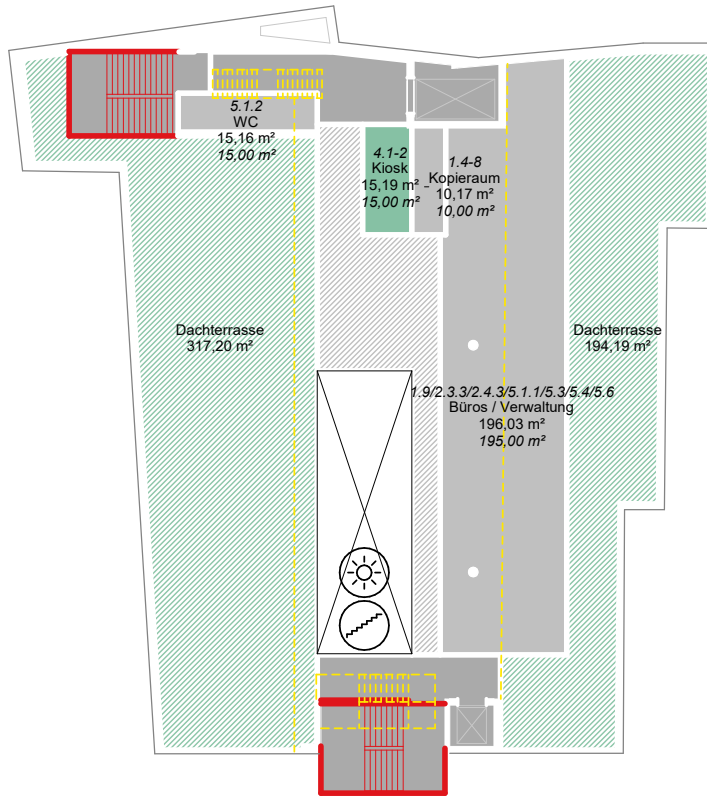 5.1.2
WC
15,16 m²
15,00 m²
4.1-2
Kiosk
15,19 m²
15,00 m²
1.4-8
Kopieraum
10,17 m²
10,00 m²
Dachterrasse
317,20 m²
Dachterrasse
194,19 m²
1.9/2.3.3/2.4.3/5.1.1/5.3/5.4/5.6
Büros / Verwaltung
196,03 m²
195,00 m²